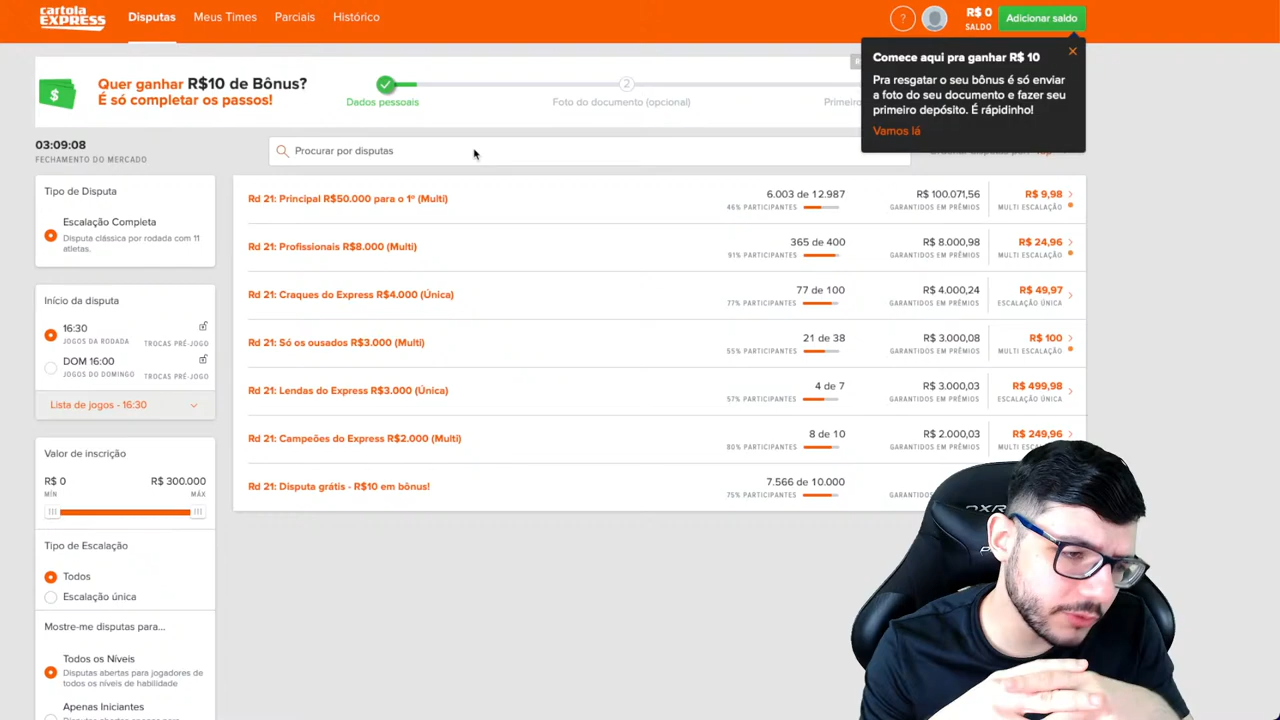 cartola
EXPRESS
Disputas
Meus Times
Parciais
Histórico
?
R$ 0
SALDO
Adicionar saldo
Quer ganhar R$10 de Bônus?
É só completar os passos!
$
Dados pessoais
2
Foto do documento (opcional)
Primeiro
Comece aqui pra ganhar R$ 10
Pra resgatar o seu bônus é só enviar
a foto do seu documento e fazer seu
primeiro depósito. É rápidinho!
Vamos lá
03:09:08
FECHAMENTO DO MERCADO
Procurar por disputas
Tipo de Disputa
Escalação Completa
Disputa clássica por rodada com 11
atletas.
Início da disputa
16:30
JOGOS DA RODADA
TROCAS PRÉ-JOGO
DOM 16:00
JOGOS DO DOMINGO
TROCAS PRÉ-JOGO
Lista de jogos - 16:30
Valor de inscrição
R$ 0
MÍN
R$ 300.000
MÁX
Tipo de Escalação
Todos
Escalação única
Mostre-me disputas para...
Todos os Níveis
Disputas abertas para jogadores de
todos os níveis de habilidade
Apenas Iniciantes
Rd 21: Principal R$50.000 para o 1º (Multi)
6.003 de 12.987
46% PARTICIPANTES
R$ 100.071,56
GARANTIDOS EM PRÊMIOS
R$ 9,98
MULTI ESCALAÇÃO
Rd 21: Profissionais R$8.000 (Multi)
365 de 400
91% PARTICIPANTES
R$ 8.000,98
GARANTIDOS EM PRÊMIOS
R$ 24,96
MULTI ESCALAÇÃO
Rd 21: Craques do Express R$4.000 (Única)
77 de 100
77% PARTICIPANTES
R$ 4.000,24
GARANTIDOS EM PRÊMIOS
R$ 49,97
ESCALAÇÃO ÚNICA
Rd 21: Só os ousados R$3.000 (Multi)
21 de 38
55% PARTICIPANTES
R$ 3.000,08
GARANTIDOS EM PRÊMIOS
R$ 100
MULTI ESCALAÇÃO
Rd 21: Lendas do Express R$3.000 (Única)
4 de 7
57% PARTICIPANTES
R$ 3.000,03
GARANTIDOS EM PRÊMIOS
R$ 499,98
ESCALAÇÃO ÚNICA
Rd 21: Campeões do Express R$2.000 (Multi)
8 de 10
80% PARTICIPANTES
R$ 2.000,03
GARANTIDOS EM PRÊMIOS
R$ 249,96
MULTI
Rd 21: Disputa grátis - R$10 em bônus!
7.566 de 10.000
75% PARTICIPANTES